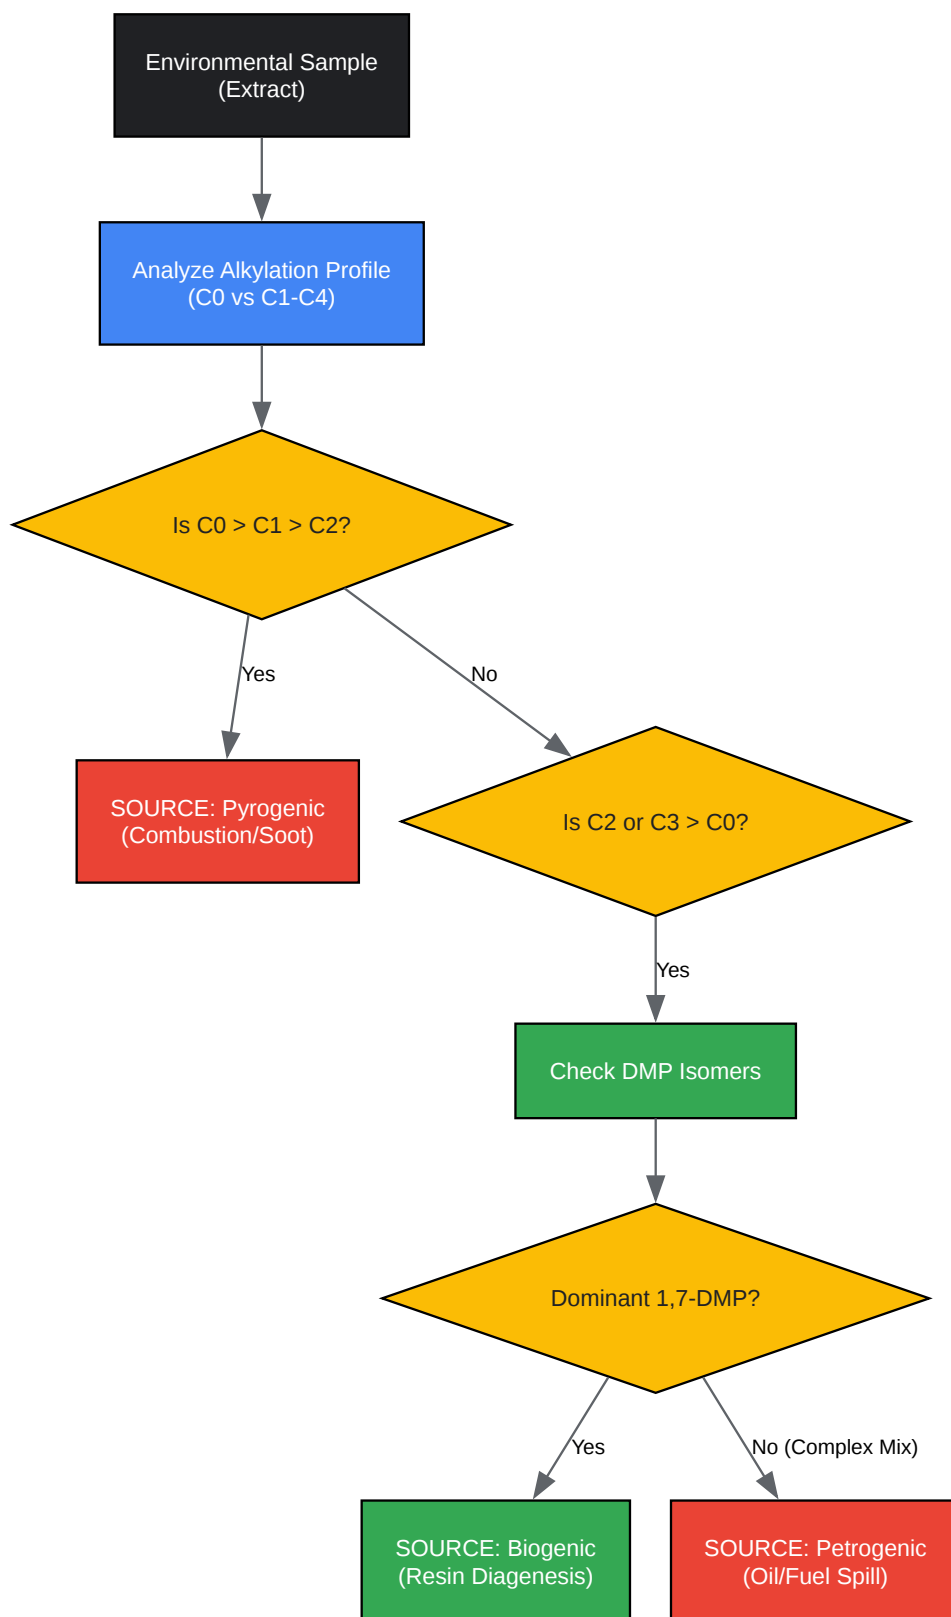 Environmental Sample
(Extract)
Analyze Alkylation Profile
(C0 vs C1-C4)
Is C0 > C1 > C2?
Yes
No
SOURCE: Pyrogenic
(Combustion/Soot)
Is C2 or C3 > C0?
Yes
Check DMP Isomers
Dominant 1,7-DMP?
Yes
No (Complex Mix)
SOURCE: Biogenic
(Resin Diagenesis)
SOURCE: Petrogenic
(Oil/Fuel Spill)